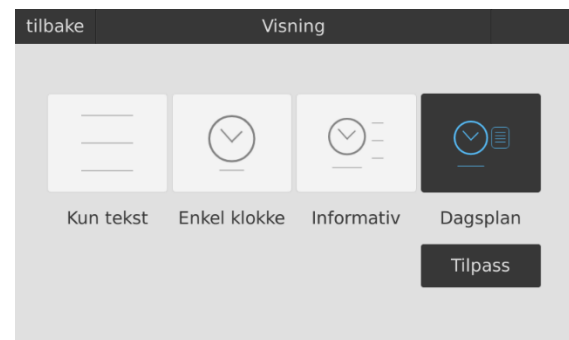 tilbake Visning
Kun tekst Enkel klokke Informativ Dagsplan
Tilpass